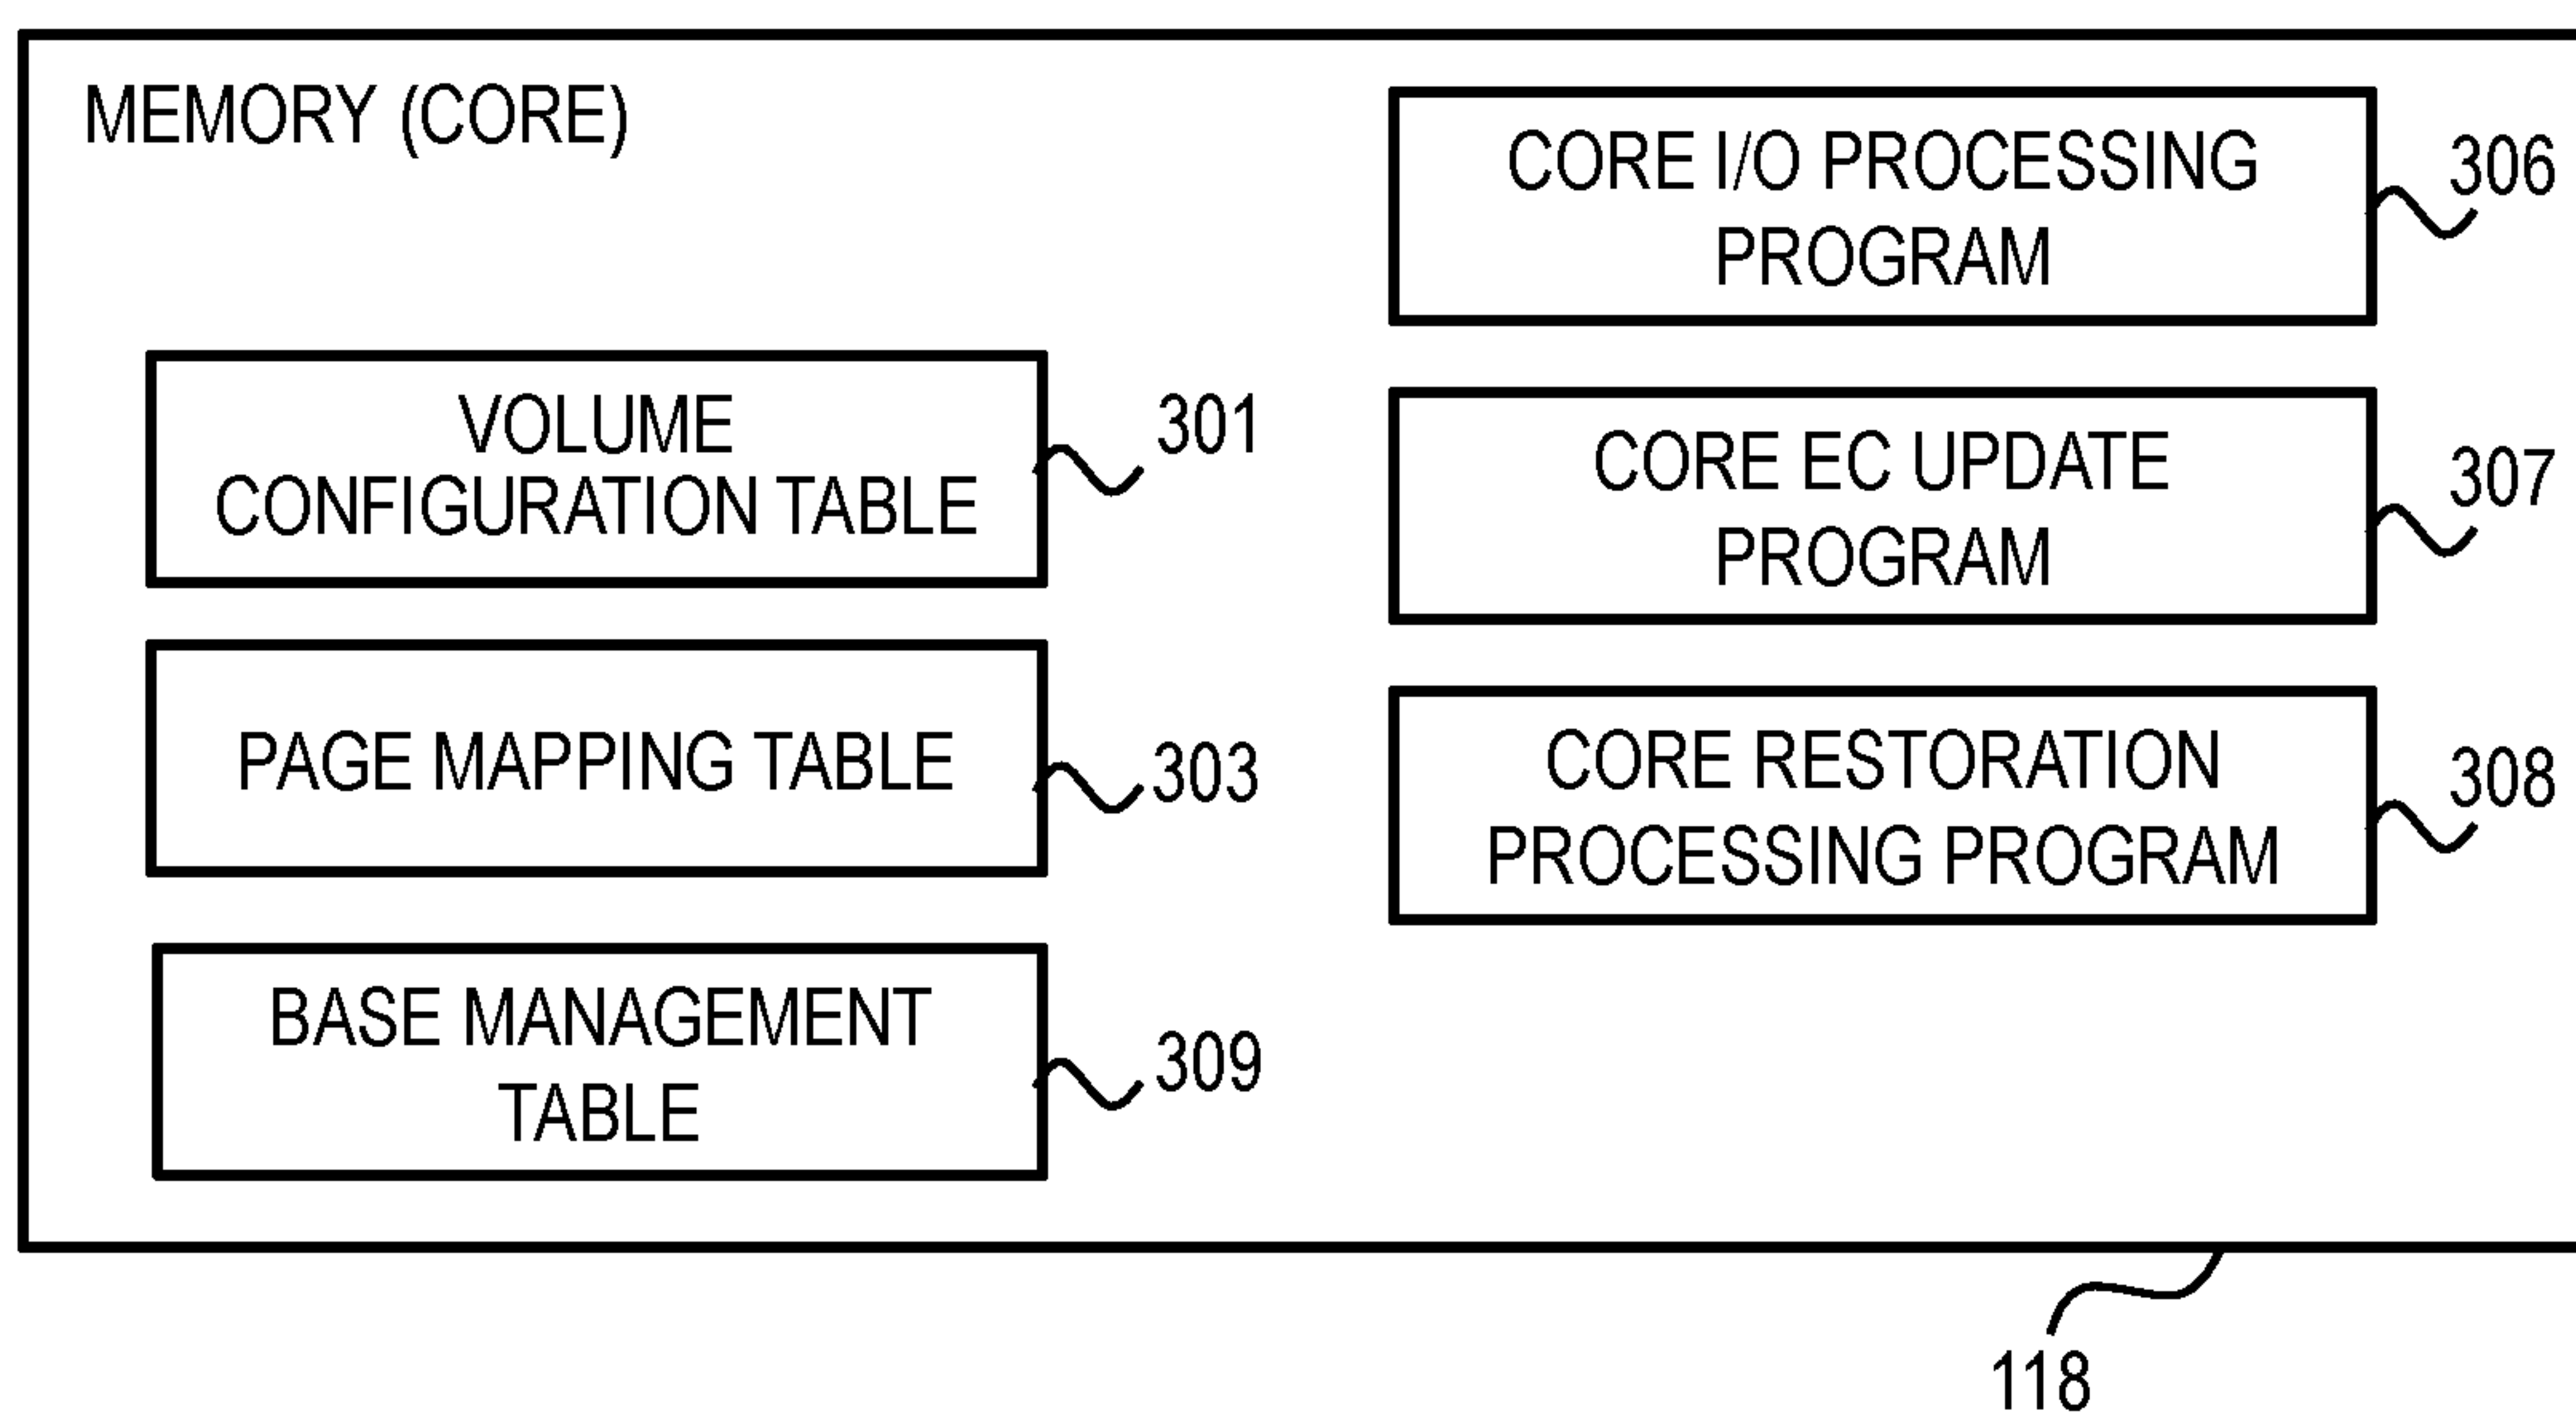 MEMORY (CORE)
VOLUME
CONFIGURATION TABLE
301
PAGE MAPPING TABLE
303
BASE MANAGEMENT
TABLE
309
CORE I/O PROCESSING
PROGRAM
306
CORE EC UPDATE
PROGRAM
307
CORE RESTORATION
PROCESSING PROGRAM
308
118